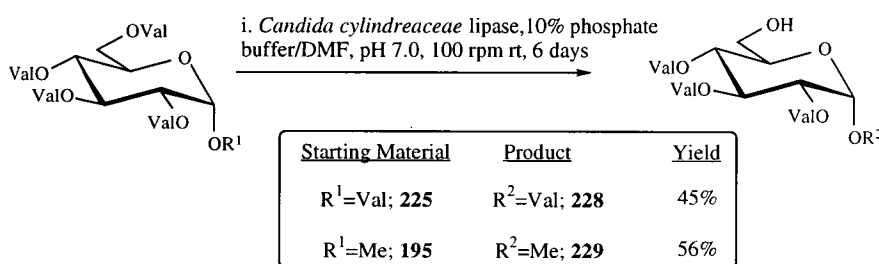 OVal
O
ValO
ValO
ValO
OR¹
i. Candida cylindreaceae lipase,10% phosphate
buffer/DMF, pH 7.0, 100 rpm rt, 6 days
OH
O
ValO
ValO
ValO
OR²
Starting Material Product Yield
R¹=Val; 225 R²=Val; 228 45%
R¹=Me; 195 R²=Me; 229 56%